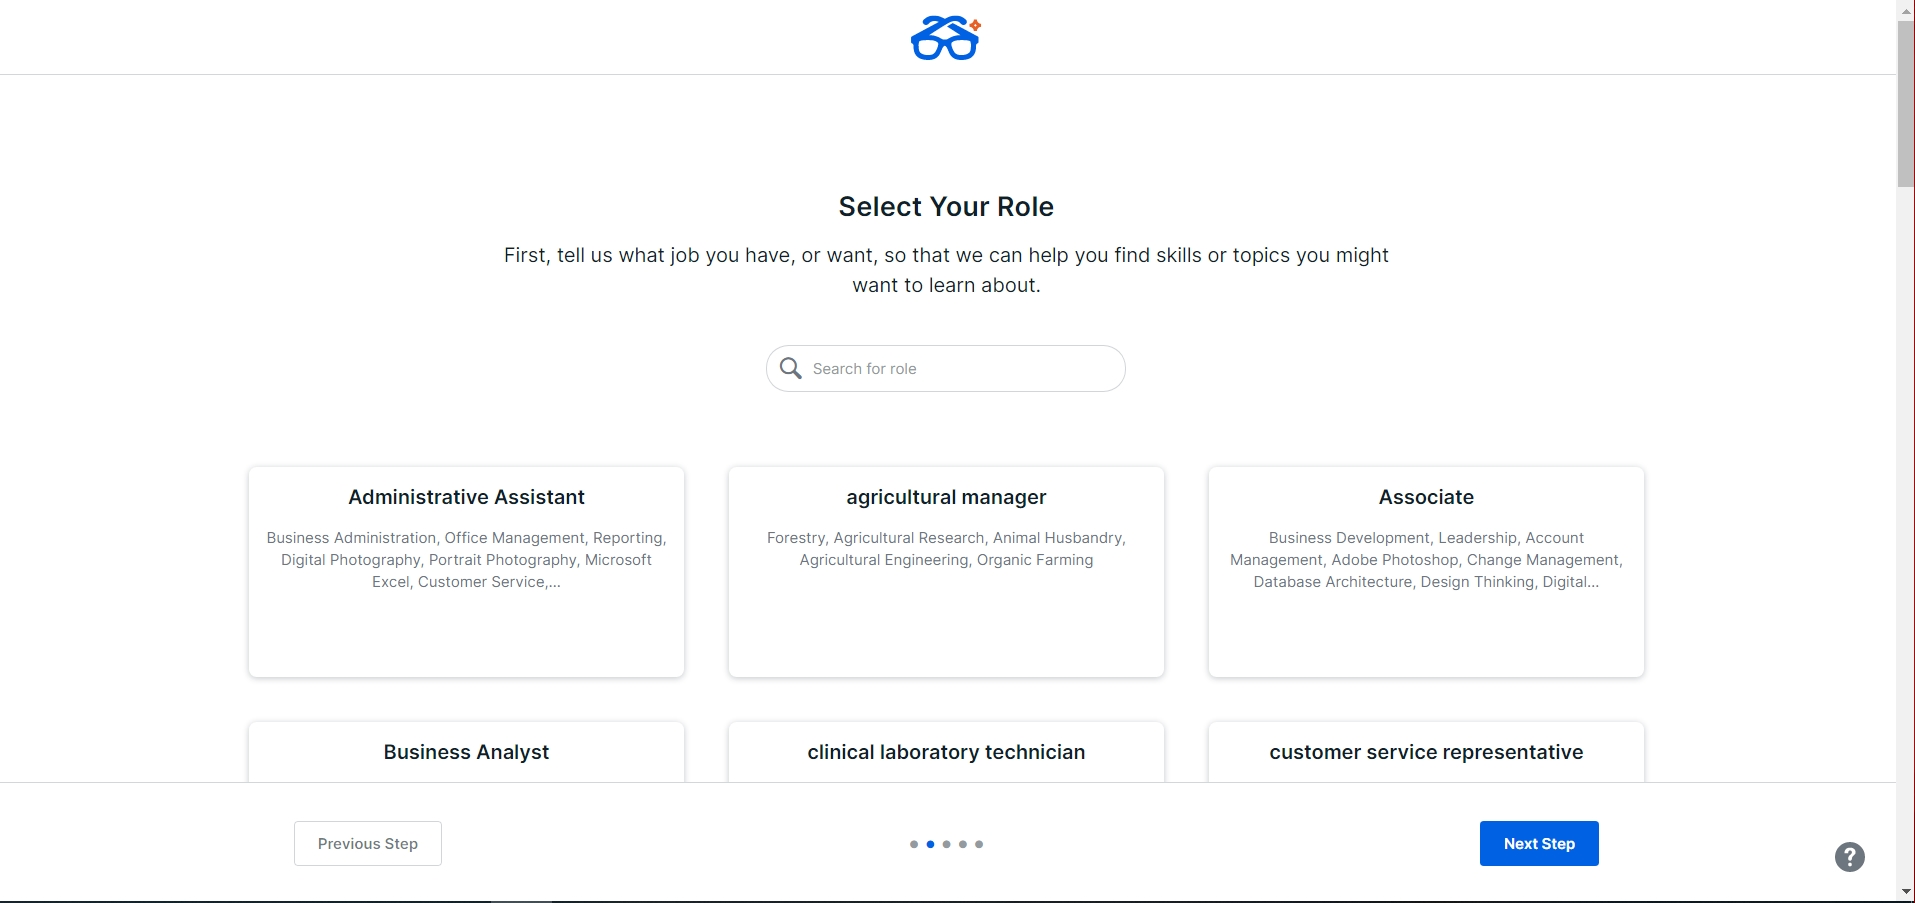 Select Your Role
First, tell us what job you have, or want, so that we can help you find skills or topics you might
want to learn about.
Search for role
Administrative Assistant
Business Administration, Office Management, Reporting,
Digital Photography, Portrait Photography, Microsoft
Excel, Customer Service,...
agricultural manager
Forestry, Agricultural Research, Animal Husbandry,
Agricultural Engineering, Organic Farming
Associate
Business Development, Leadership, Account
Management, Adobe Photoshop, Change Management,
Database Architecture, Design Thinking, Digital...
Business Analyst
clinical laboratory technician
customer service representative
Previous Step
Next Step
?